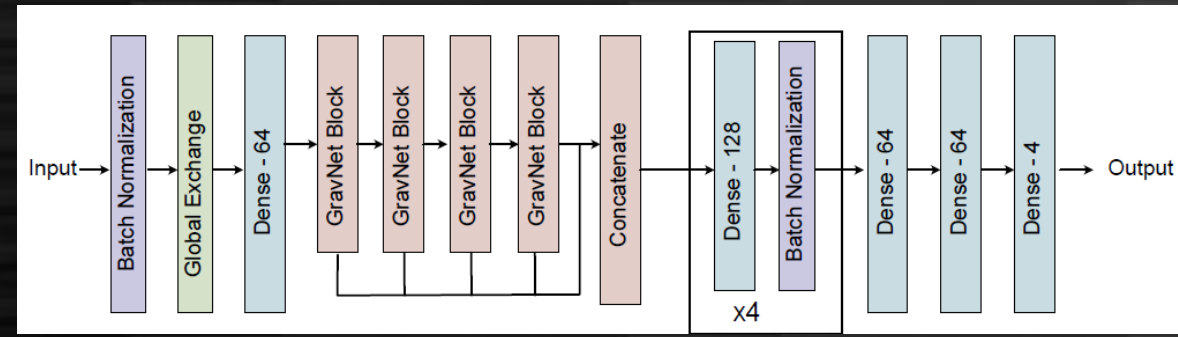 Input
Batch Normalization
Global Exchange
Dense - 64
GravNet Block
GravNet Block
GravNet Block
GravNet Block
Concatenate
Dense - 128
Batch Normalization
x4
Dense - 64
Dense - 64
Dense - 4
Output